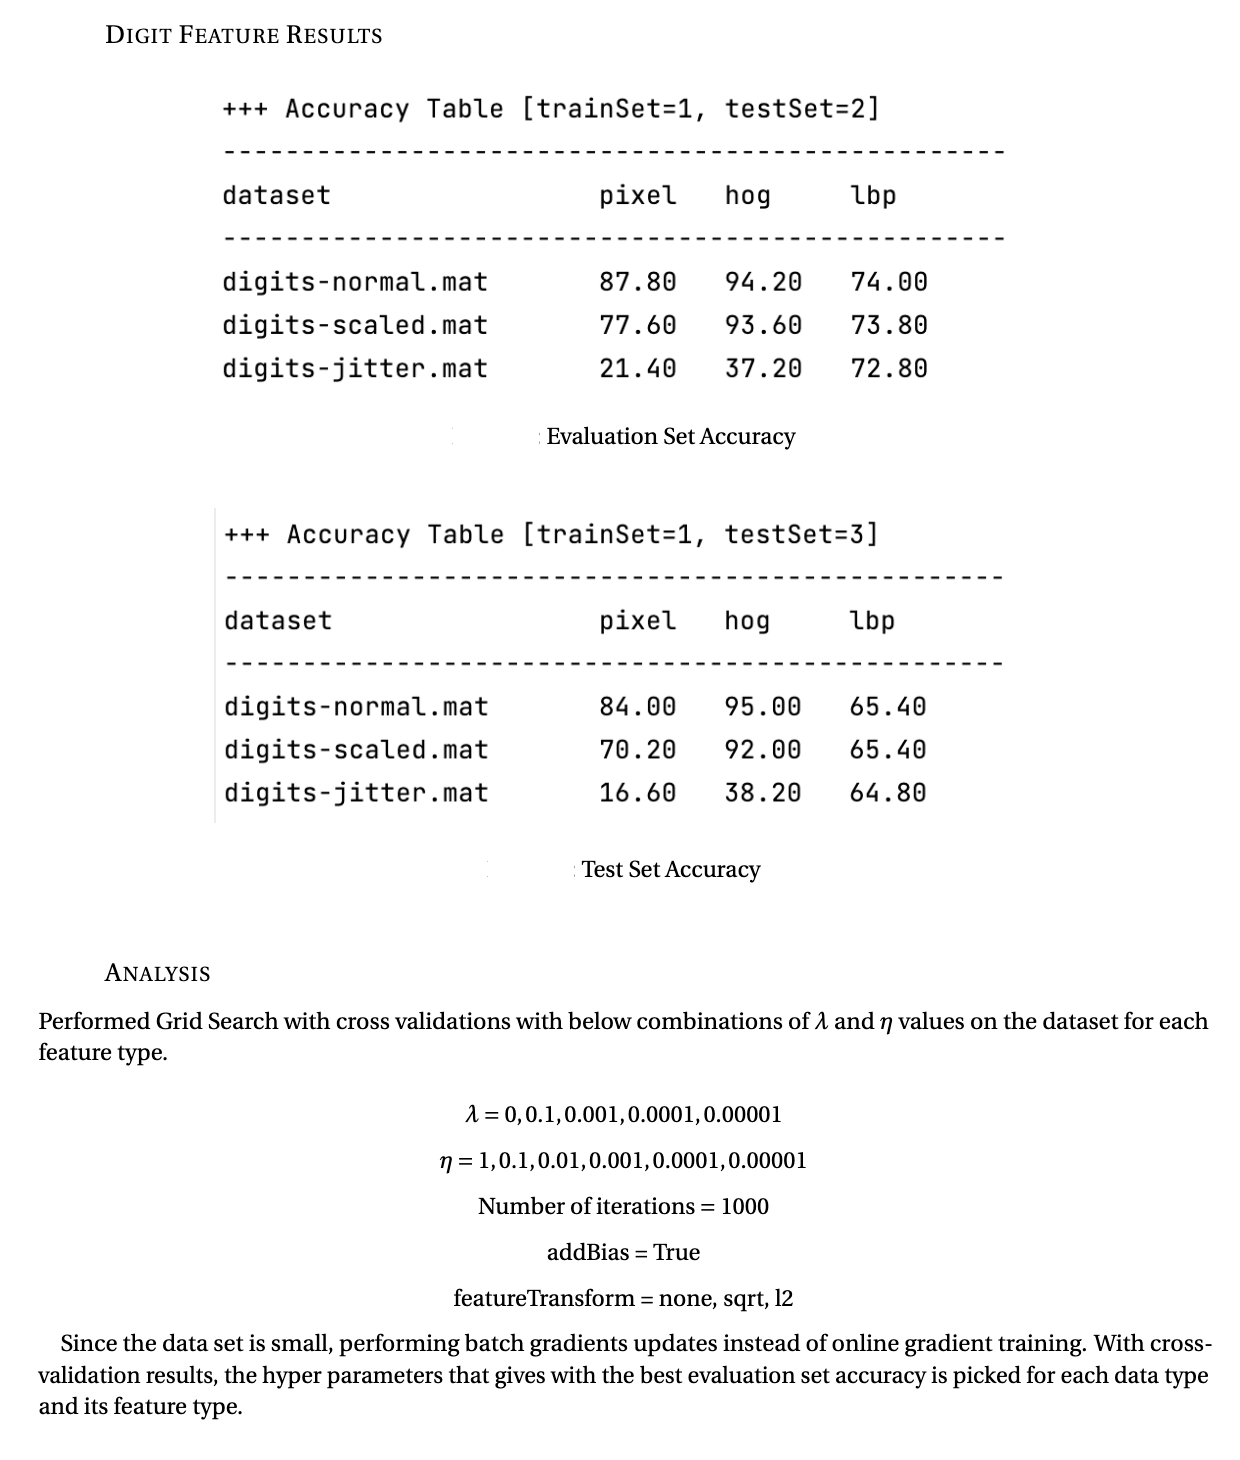 DIGIT FEATURE RESULTS
+++ Accuracy Table [trainSet=1, testSet=2]
--------------------------------------------------
dataset pixel hog lbp
--------------------------------------------------
digits-normal.mat 87.80 94.20 74.00
digits-scaled.mat 77.60 93.60 73.80
digits-jitter.mat 21.40 37.20 72.80
: Evaluation Set Accuracy
+++ Accuracy Table [trainSet=1, testSet=3]
--------------------------------------------------
dataset pixel hog lbp
--------------------------------------------------
digits-normal.mat 84.00 95.00 65.40
digits-scaled.mat 70.20 92.00 65.40
digits-jitter.mat 16.60 38.20 64.80
: Test Set Accuracy
ANALYSIS
Performed Grid Search with cross validations with below combinations of λ and η values on the dataset for each
feature type.
λ = 0,0.1,0.001,0.0001,0.00001
η = 1,0.1,0.01,0.001,0.0001,0.00001
Number of iterations = 1000
addBias = True
featureTransform = none, sqrt, l2
Since the data set is small, performing batch gradients updates instead of online gradient training. With cross-
validation results, the hyper parameters that gives with the best evaluation set accuracy is picked for each data type
and its feature type.